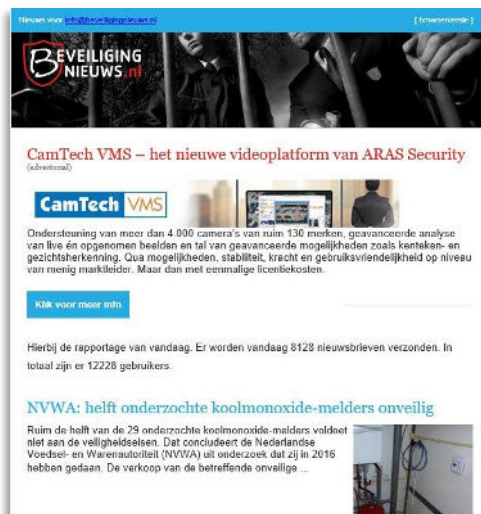 Nieuws voor info@beveiligingnieuws.nl
[ browserversie ]
BEVEILIGING
NIEUWS.nl
CamTech VMS – het nieuwe videoplatform van ARAS Security
(advertorial)
CamTech VMS
Ondersteuning van meer dan 4.000 camera's van ruim 130 merken, geavanceerde analyse
van live én opgenomen beelden en tal van geavanceerde mogelijkheden zoals kenteken- en
gezichtsherkenning. Qua mogelijkheden, stabiliteit, kracht en gebruiksvriendelijkheid op niveau
van menig marktleider. Maar dan met eenmalige licentiekosten.
Klik voor meer info
Hierbij de rapportage van vandaag. Er worden vandaag 8128 nieuwsbrieven verzonden. In
totaal zijn er 12228 gebruikers.
NVWA: helft onderzochte koolmonoxide-melders onveilig
Ruim de helft van de 29 onderzochte koolmonoxide-melders voldoet
niet aan de veiligheidseisen. Dat concludeert de Nederlandse
Voedsel- en Warenautoriteit (NVWA) uit onderzoek dat zij in 2016
hebben gedaan. De verkoop van de betreffende onveilige ...